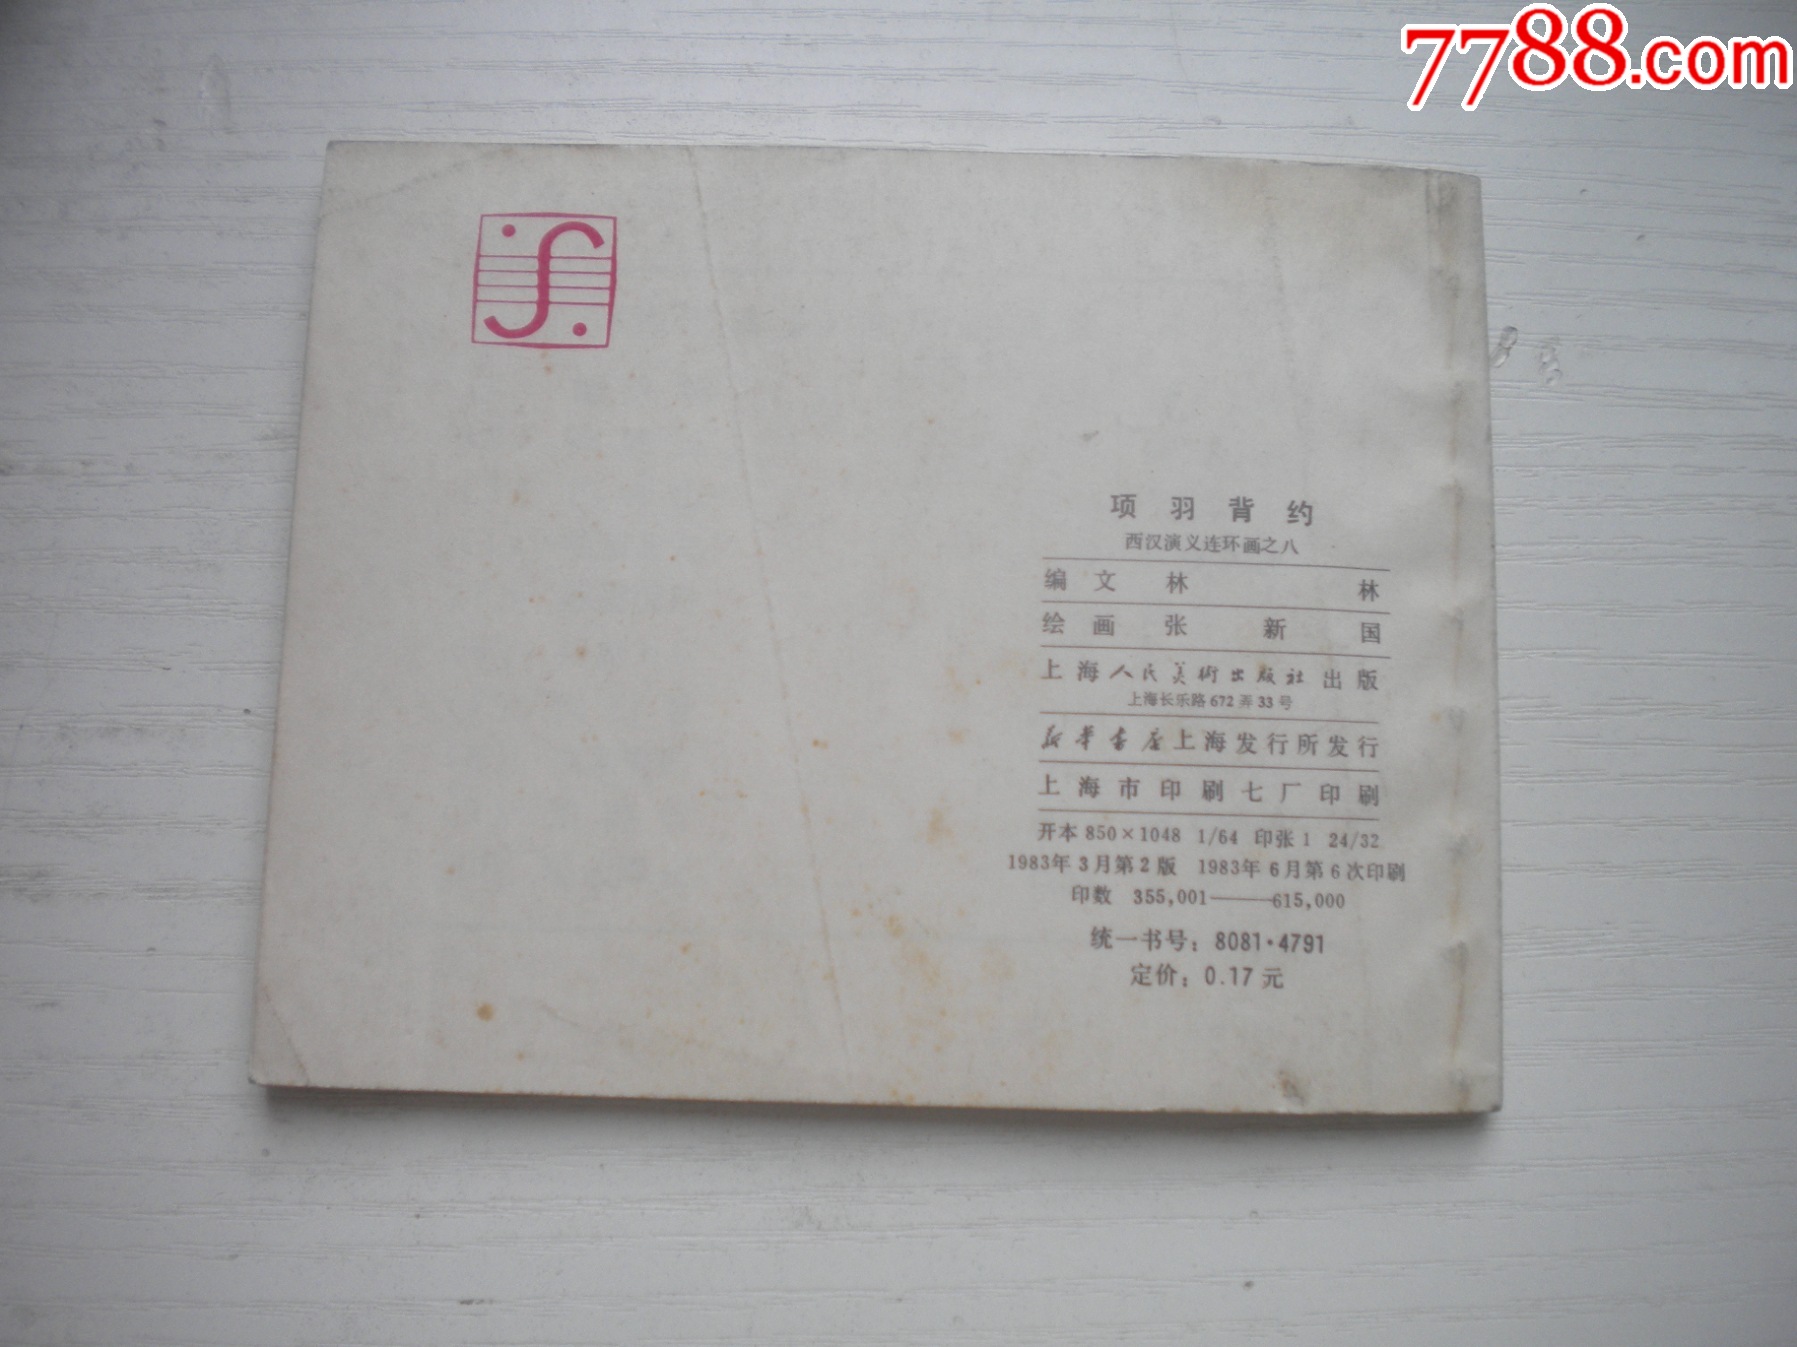 7788.com
项羽背约
西汉演义连环画之八
编文 林林
绘画 张新国
上海人民美術出版社出版
上海长乐路672弄33号
新华书店上海发行所发行
上海市印刷七厂印刷
开本 850×1048 1/64 印张 1 24/32
1983年3月第2版 1983年6月第6次印刷
印数 355,001——615,000
统一书号：8081·4791
定价：0.17元